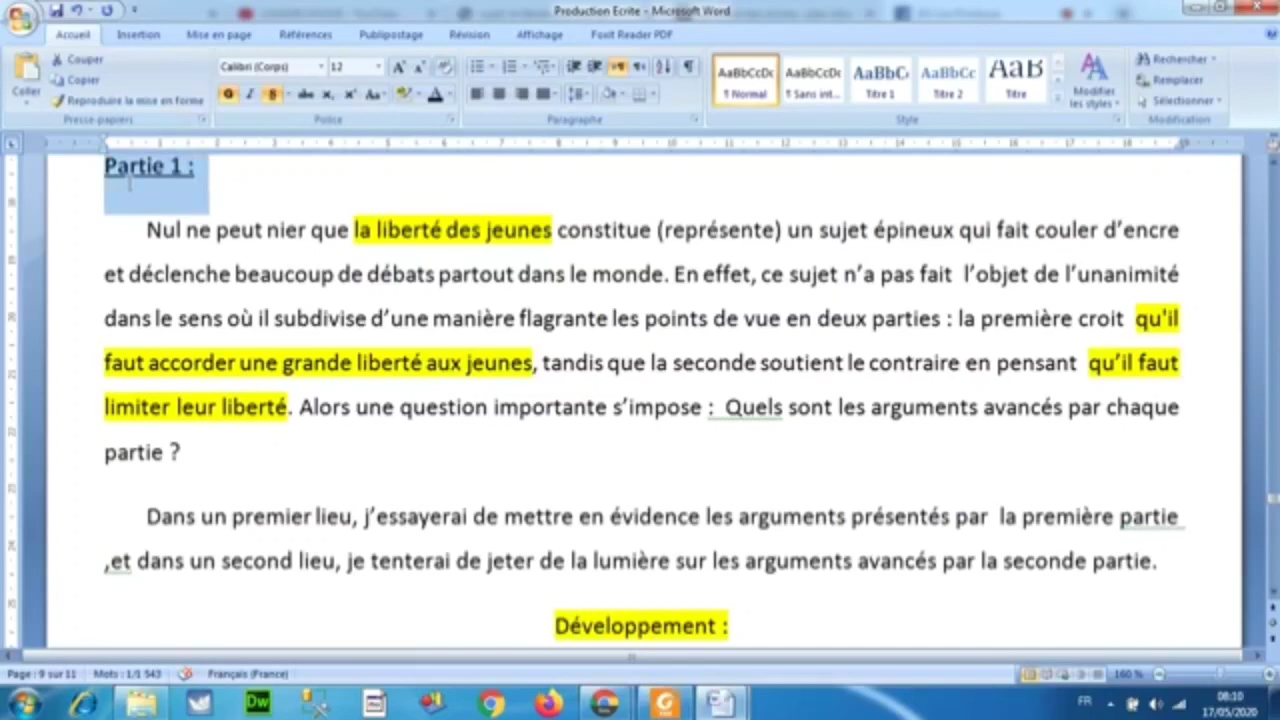 Production Ecrite - Microsoft Word
Accueil Insertion Mise en page Références Publipostage Révision Affichage Foxit Reader PDF
Coller
Couper
Copier
Reproduire la mise en forme
Presse-papiers
Calibri (Corps) 12
Police
Paragraphe
AaBbCcDc AaBbCcDc AaBbC AaBbCc AaB
¶ Normal ¶ Sans int... Titre 1 Titre 2 Titre
Style
Modifier les styles
Rechercher
Remplacer
Sélectionner
Modification
Partie 1 :
Nul ne peut nier que la liberté des jeunes constitue (représente) un sujet épineux qui fait couler d’encre
et déclenche beaucoup de débats partout dans le monde. En effet, ce sujet n’a pas fait l’objet de l’unanimité
dans le sens où il subdivise d’une manière flagrante les points de vue en deux parties : la première croit qu'il
faut accorder une grande liberté aux jeunes, tandis que la seconde soutient le contraire en pensant qu’il faut
limiter leur liberté. Alors une question importante s’impose : Quels sont les arguments avancés par chaque
partie ?
Dans un premier lieu, j’essayerai de mettre en évidence les arguments présentés par la première partie
,et dans un second lieu, je tenterai de jeter de la lumière sur les arguments avancés par la seconde partie.
Développement :
Page : 9 sur 11 Mots : 1/1 543 Français (France) 160 %
Dw
FR
08:10
17/05/2020